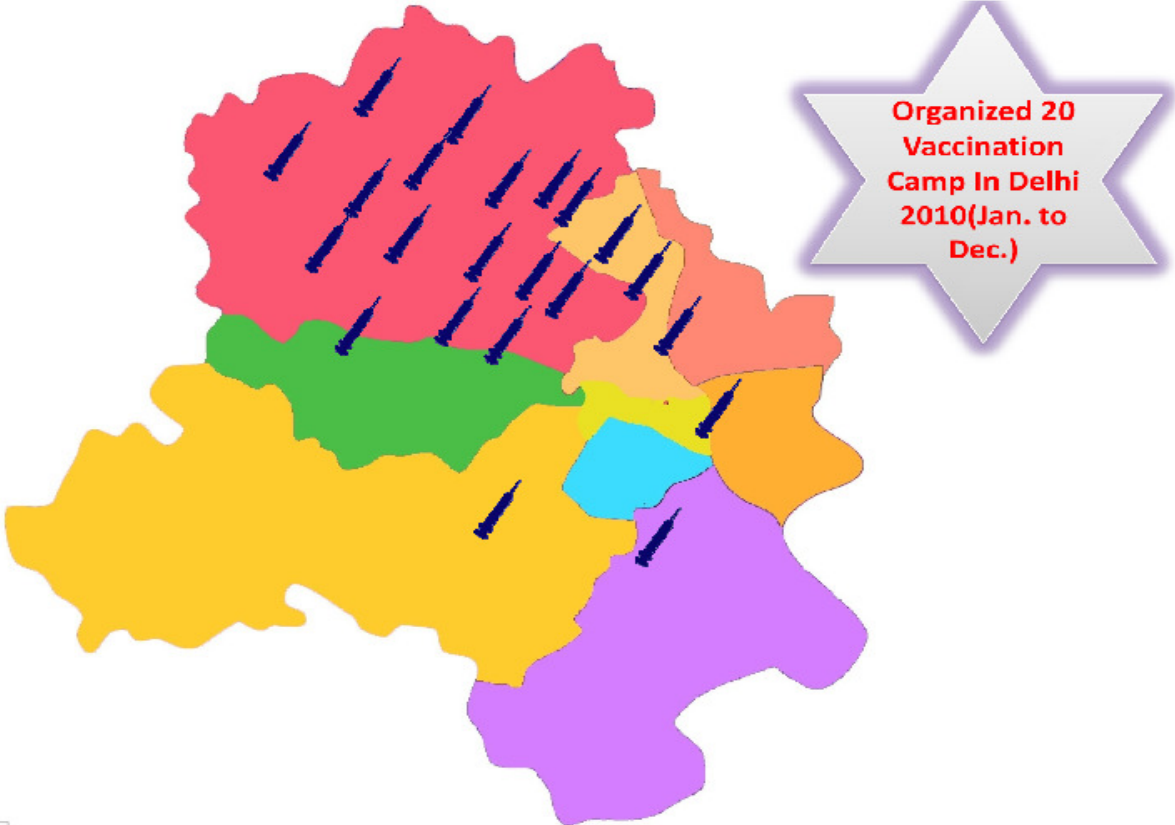 Organized 20
Vaccination
Camp In Delhi
2010(Jan. to
Dec.)